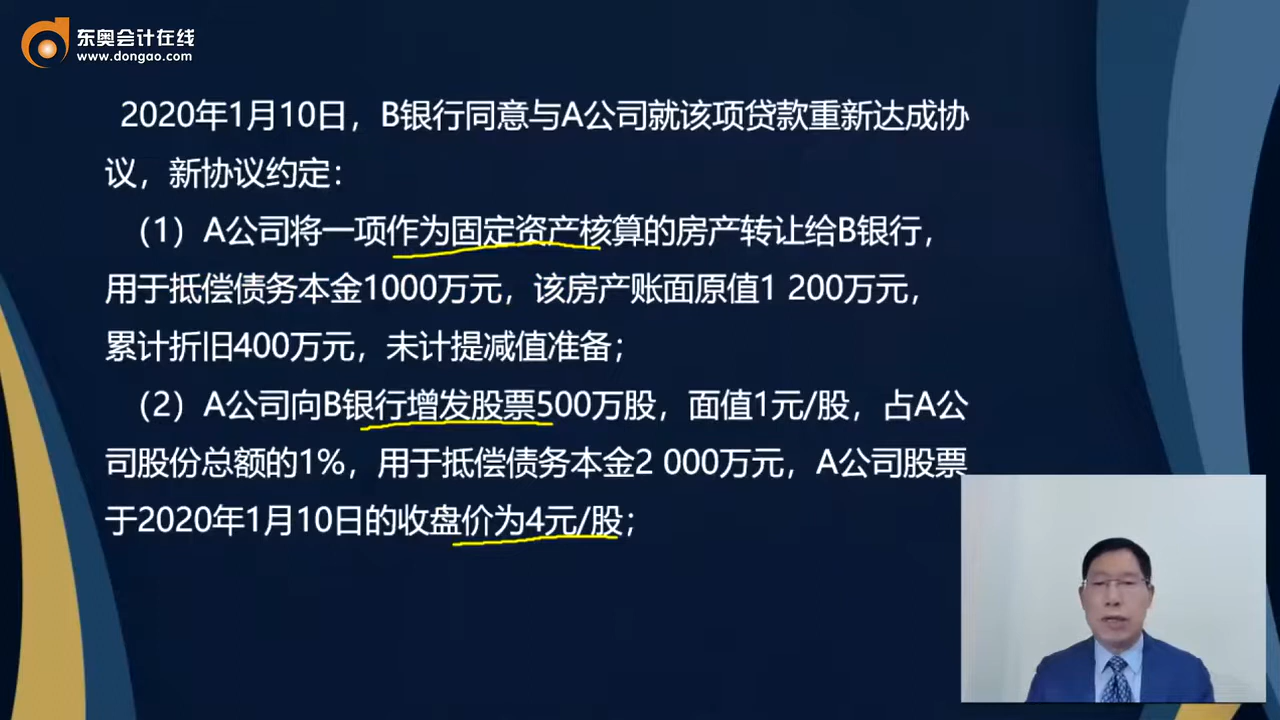 东奥会计在线
www.dongao.com
2020年1月10日，B银行同意与A公司就该项贷款重新达成协
议，新协议约定：
（1）A公司将一项作为固定资产核算的房产转让给B银行，
用于抵偿债务本金1000万元，该房产账面原值1 200万元，
累计折旧400万元，未计提减值准备；
（2）A公司向B银行增发股票500万股，面值1元/股，占A公
司股份总额的1%，用于抵偿债务本金2 000万元，A公司股票
于2020年1月10日的收盘价为4元/股；